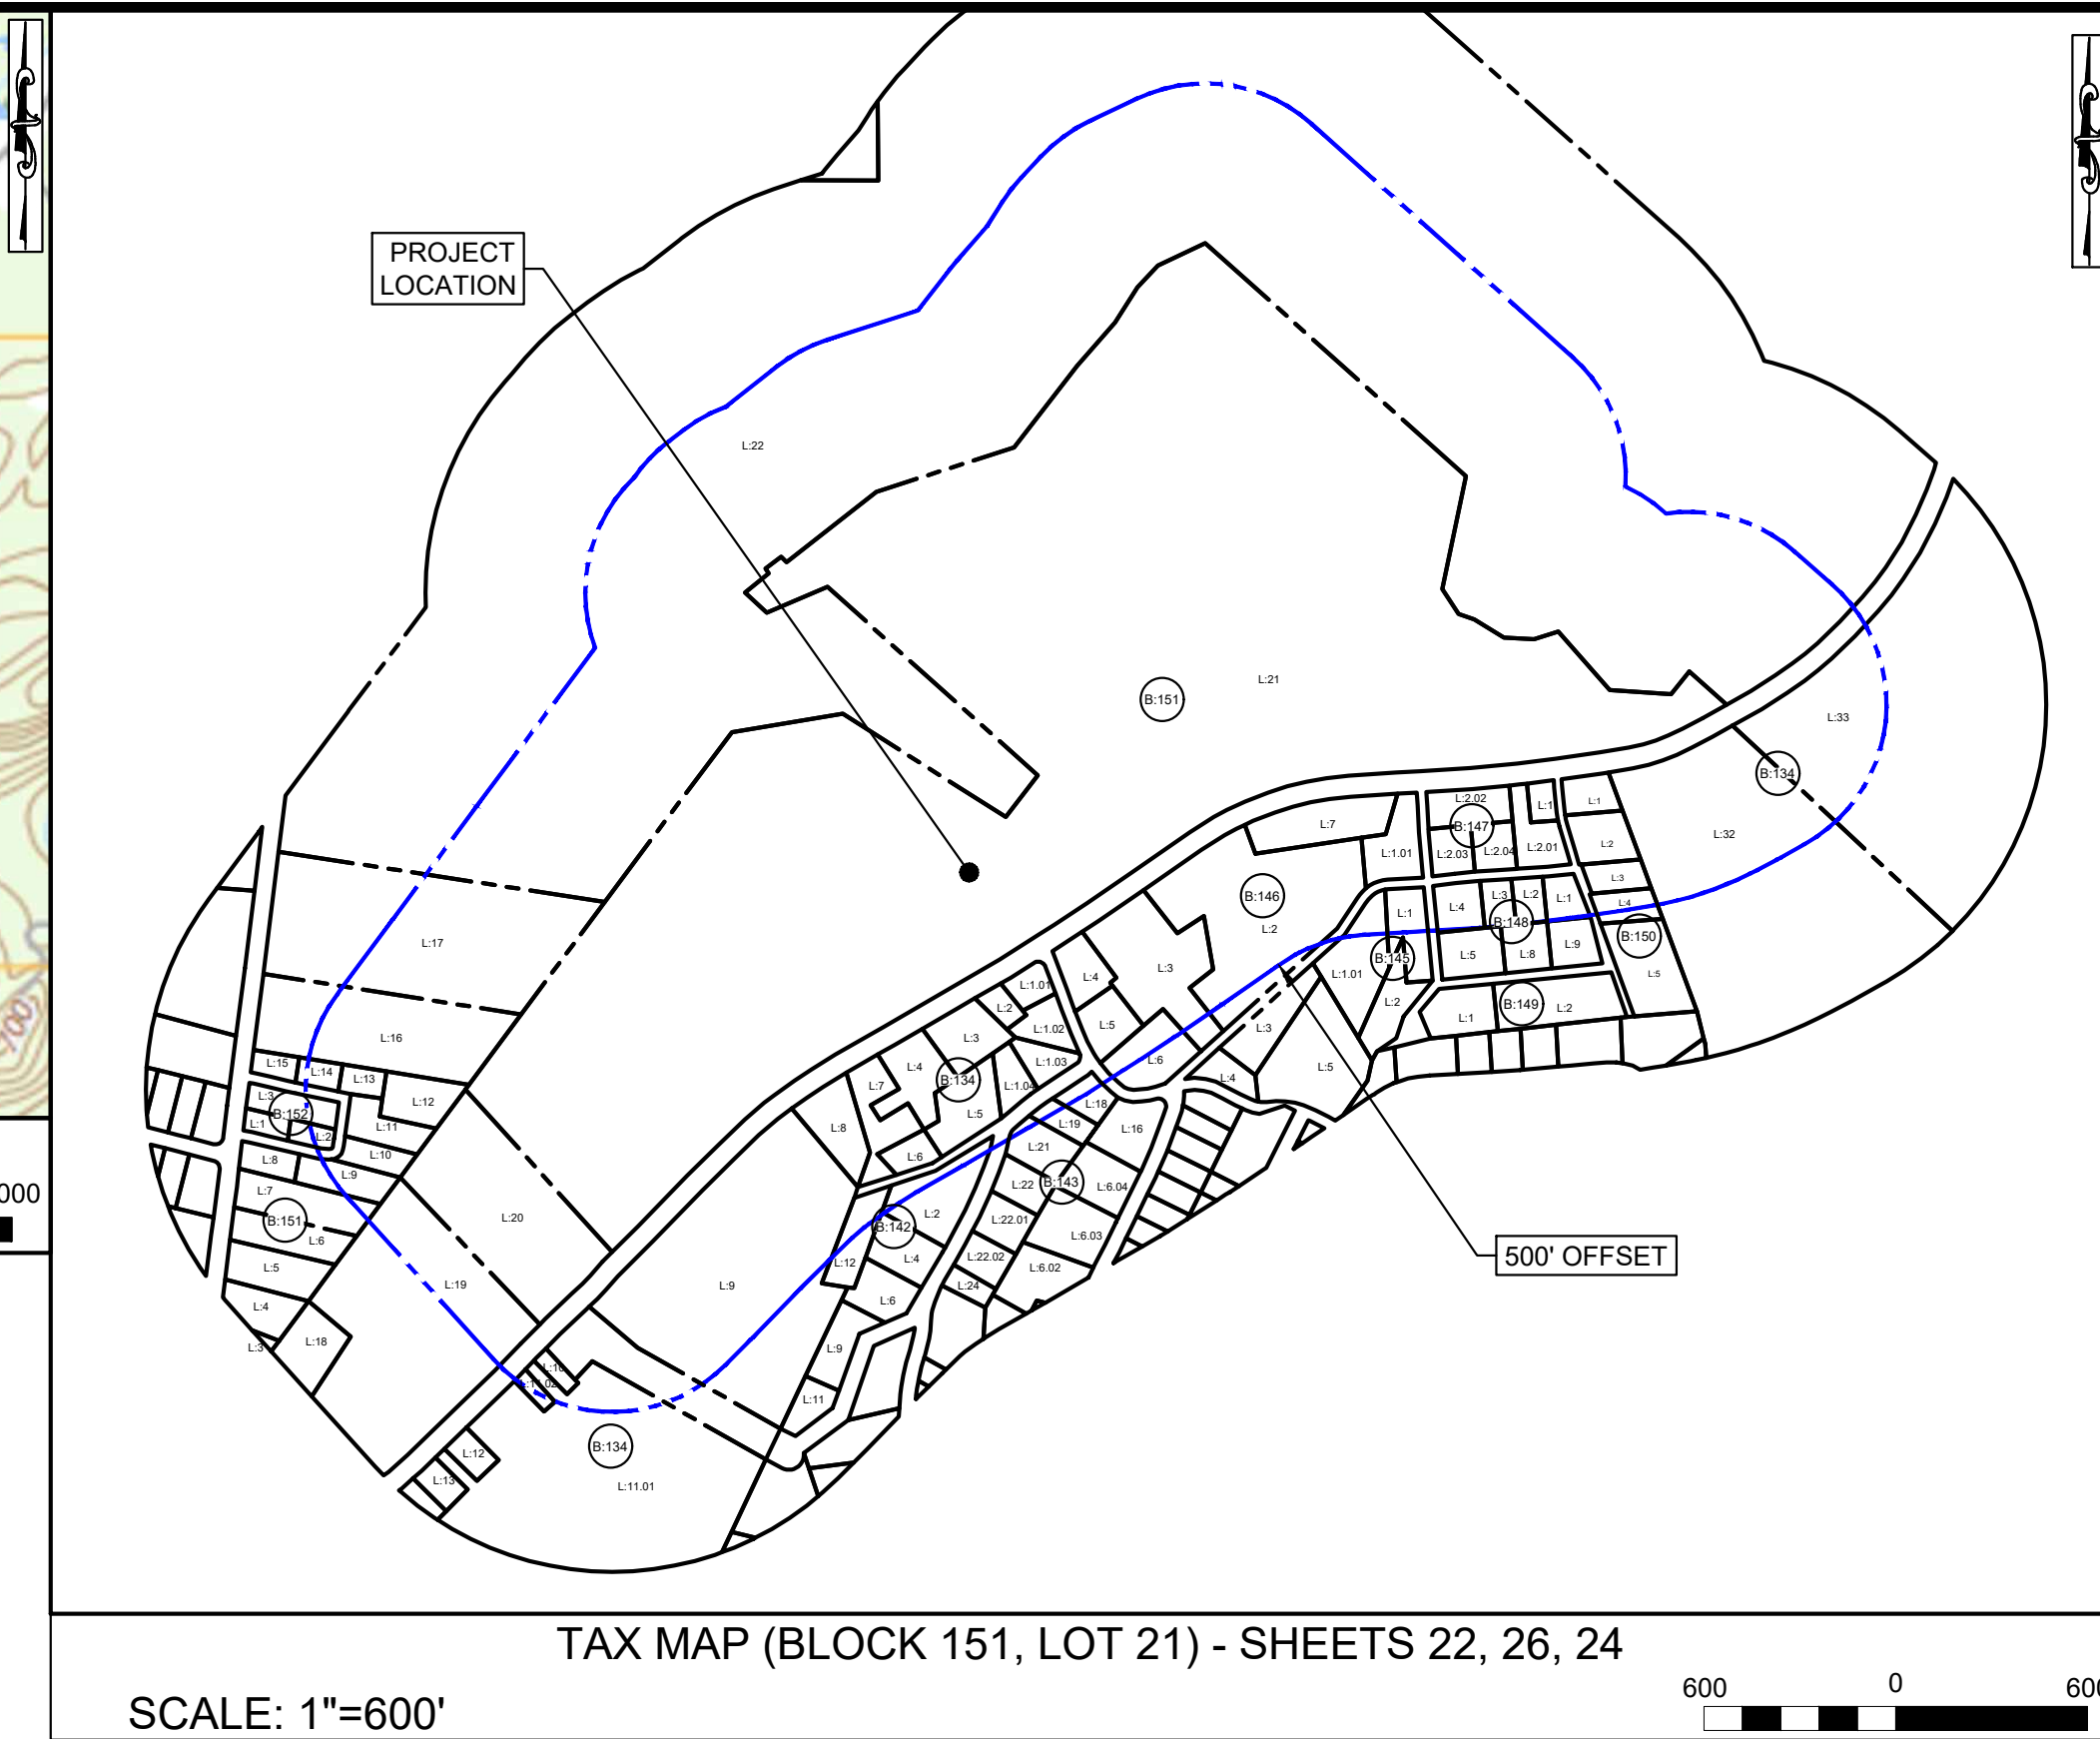 PROJECT
LOCATION
L:22
B:151
L:21
L:33
B:134
L:32
L:7
L:1.01
L:2.02
B:147
L:2.03
L:2.04
L:2.01
L:1
L:1
L:2
L:3
L:4
B:150
L:5
B:146
L:2
L:1
L:4
L:3
L:2
L:1
B:148
L:5
L:8
L:9
B:145
L:1.01
L:2
B:149
L:1
L:2
L:4
L:3
L:5
L:6
L:3
L:4
L:5
L:17
L:16
L:15
L:14
L:13
L:12
L:3
B:152
L:1
L:2
L:11
L:10
L:8
L:9
L:7
B:151
L:6
L:5
L:4
L:3
L:18
L:19
L:20
L:1.01
L:2
L:1.02
L:3
L:1.03
L:4
B:134
L:1.04
L:7
L:5
L:8
L:6
L:18
L:19
L:16
L:21
B:143
L:22
L:6.04
L:22.01
L:6.03
L:22.02
L:6.02
L:24
B:142
L:2
L:12
L:4
L:6
L:9
L:9
L:11
B:134
L:11.01
L:12
L:13
500' OFFSET
700
000
TAX MAP (BLOCK 151, LOT 21) - SHEETS 22, 26, 24
SCALE: 1"=600'
600
0